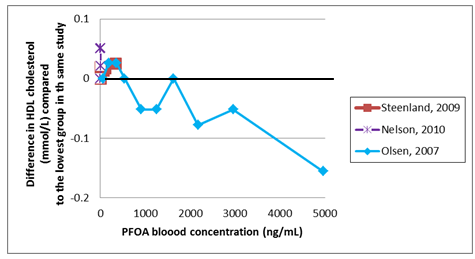 Difference in HDL cholesterol
(mmol/L) compared
to the lowest group in th same study
0.1
0
-0.1
-0.2
0
1000
2000
3000
4000
5000
PFOA bloood concentration (ng/mL)
Steenland, 2009
Nelson, 2010
Olsen, 2007